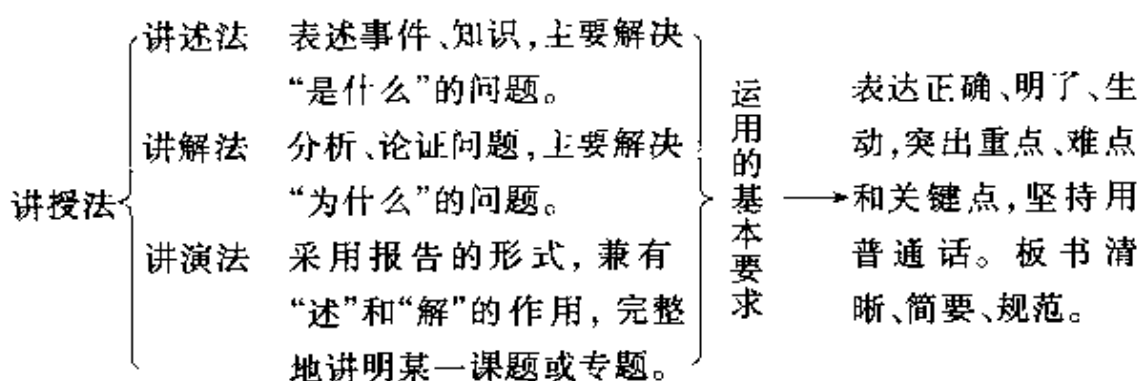 讲授法
讲述法 表述事件、知识,主要解决
“是什么”的问题。
讲解法 分析、论证问题,主要解决
“为什么”的问题。
讲演法 采用报告的形式,兼有
“述”和“解”的作用,完整
地讲明某一课题或专题。
运用的基本要求
表达正确、明了、生
动,突出重点、难点
和关键点,坚持用
普通话。板书清
晰、简要、规范。